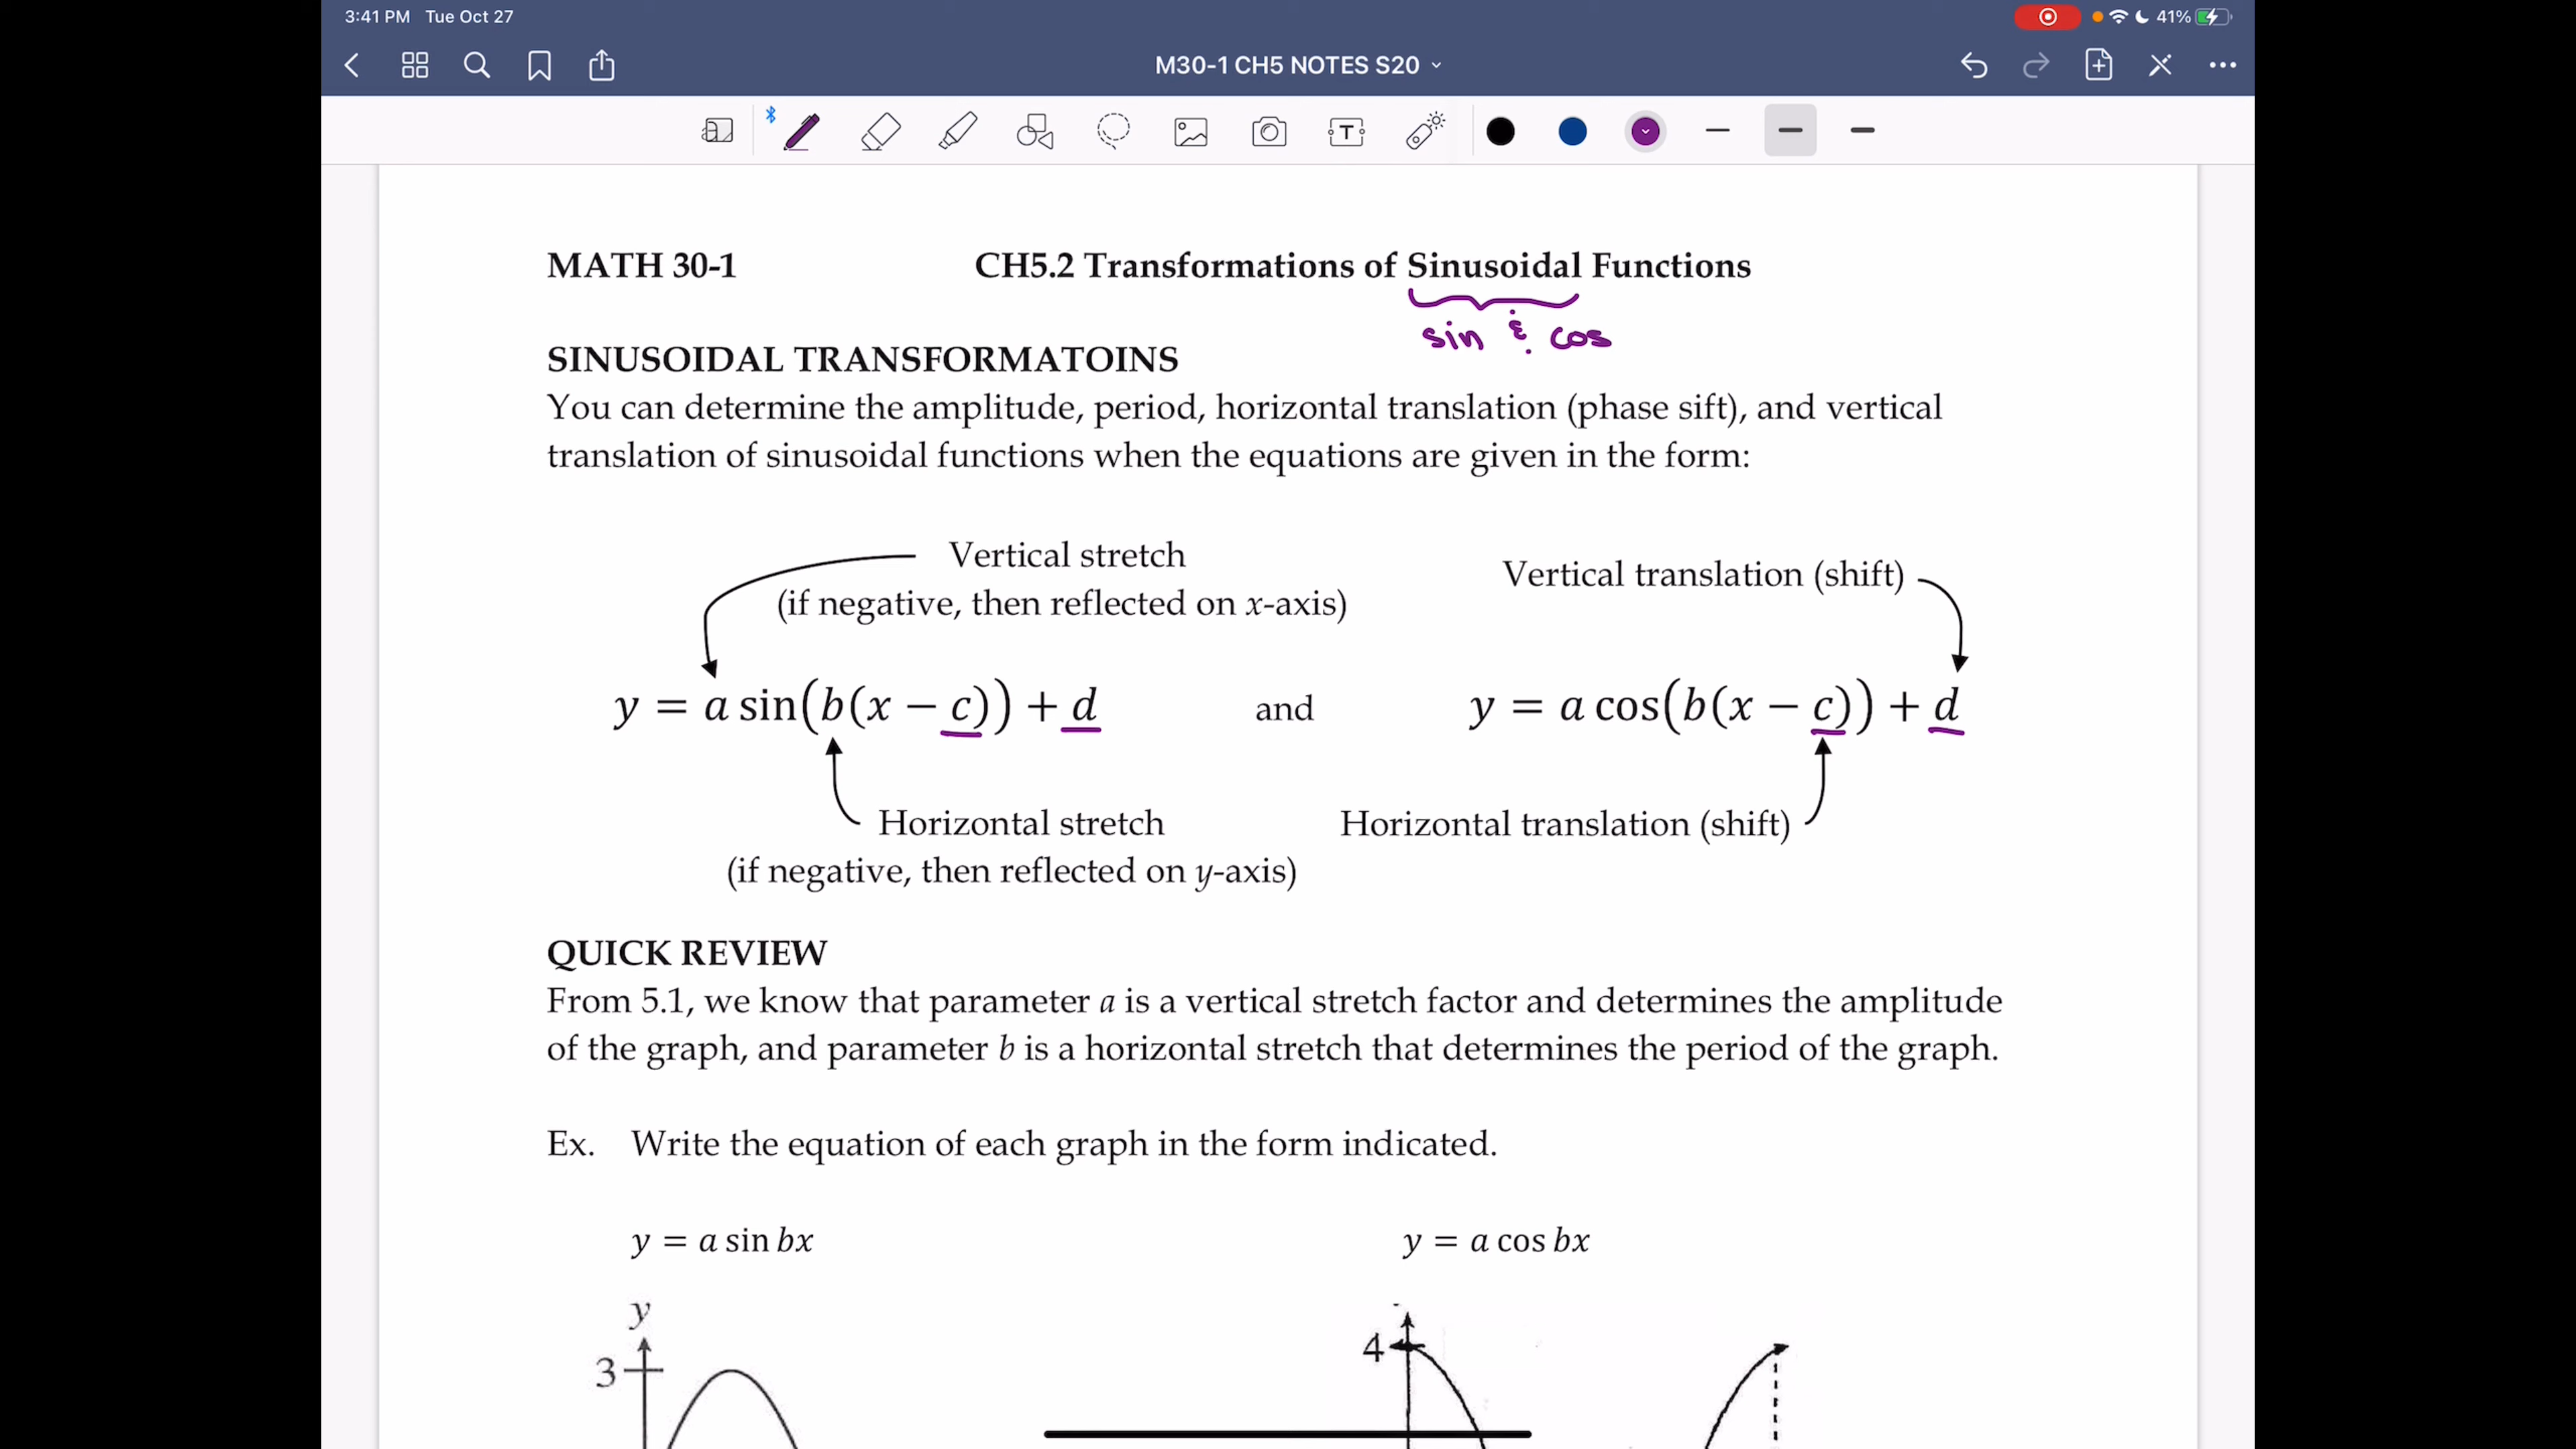 3:41 PM Tue Oct 27
41%
M30-1 CH5 NOTES S20
T
MATH 30-1 CH5.2 Transformations of Sinusoidal Functions
sin & cos
SINUSOIDAL TRANSFORMATOINS
You can determine the amplitude, period, horizontal translation (phase sift), and vertical
translation of sinusoidal functions when the equations are given in the form:
Vertical stretch
(if negative, then reflected on x-axis)
Vertical translation (shift)
y = a sin(b(x − c)) + d and y = a cos(b(x − c)) + d
Horizontal stretch
(if negative, then reflected on y-axis)
Horizontal translation (shift)
QUICK REVIEW
From 5.1, we know that parameter a is a vertical stretch factor and determines the amplitude
of the graph, and parameter b is a horizontal stretch that determines the period of the graph.
Ex. Write the equation of each graph in the form indicated.
y = a sin bx y = a cos bx
y
3
4